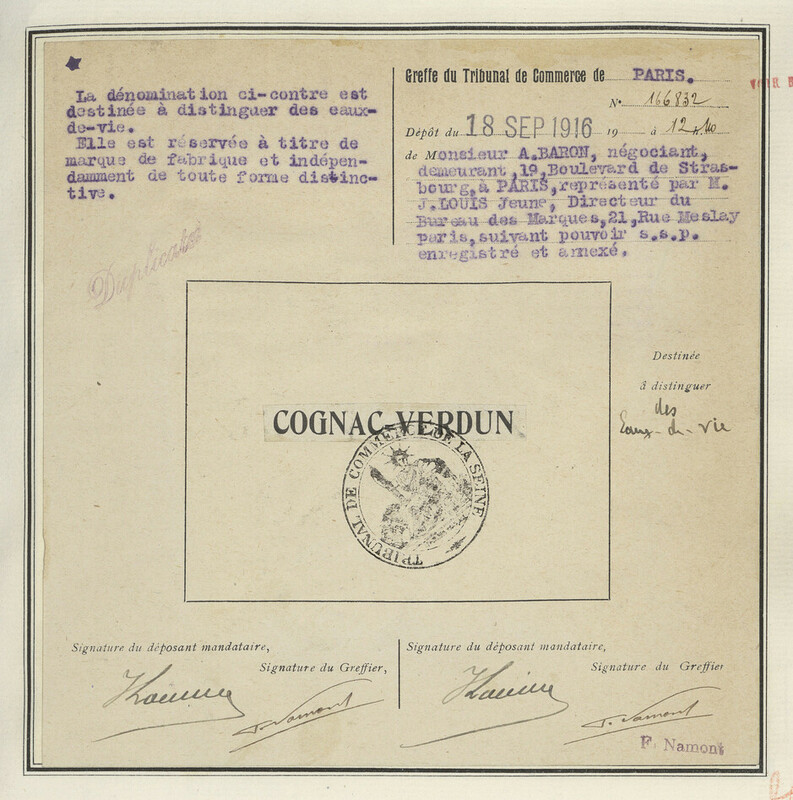 La dénomination ci-contre est
destinée à distinguer des eaux-
de-vie.
Elle est réservée à titre de
marque de fabrique et indépen-
damment de toute forme distinc-
tive.
Duplicata
Greffe du Tribunal de Commerce de PARIS.
N° 166832
Dépôt du 18 SEP 1916 19 à 12h40
de Monsieur A.BARON, négociant,
demeurant,19,Boulevard de Stras-
bourg,à PARIS,représenté par M.
J.LOUIS Jeune, Directeur du
Bureau des Marques,21,Rue Meslay
paris,suivant pouvoir s.s.p.
enregistré et annexé.
VOIR
Destinée
à distinguer
des
Eaux-de-vie
COGNAC-VERDUN
TRIBUNAL DE COMMERCE DE LA SEINE
Signature du déposant mandataire,
Signature du Greffier,
F. Namont
Signature du déposant mandataire,
Signature du Greffier
F. Namont
F. Namont